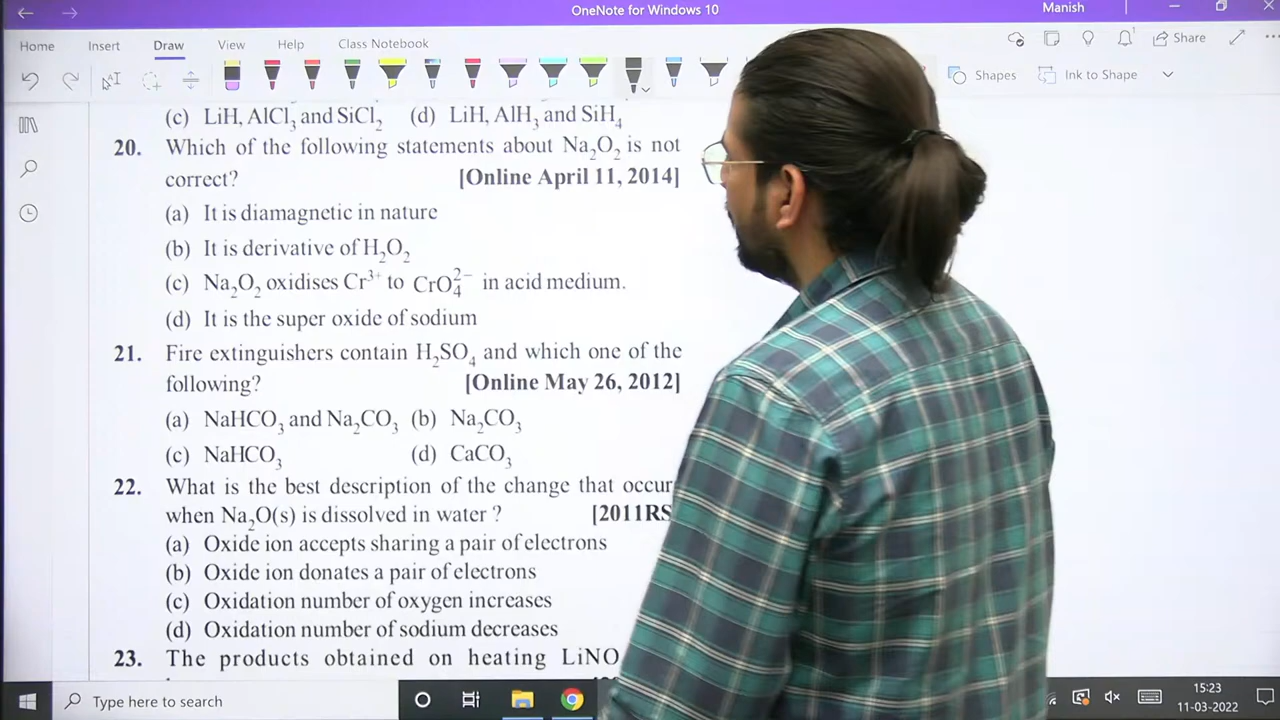 OneNote for Windows 10
Manish
Home Insert Draw View Help Class Notebook
Share
Shapes Ink to Shape
(c) LiH, AlCl3 and SiCl2 (d) LiH, AlH3 and SiH4
20. Which of the following statements about Na2O2 is not
correct? [Online April 11, 2014]
(a) It is diamagnetic in nature
(b) It is derivative of H2O2
(c) Na2O2 oxidises Cr³⁺ to CrO4²⁻ in acid medium.
(d) It is the super oxide of sodium
21. Fire extinguishers contain H2SO4 and which one of the
following? [Online May 26, 2012]
(a) NaHCO3 and Na2CO3 (b) Na2CO3
(c) NaHCO3 (d) CaCO3
22. What is the best description of the change that occur
when Na2O(s) is dissolved in water ? [2011RS
(a) Oxide ion accepts sharing a pair of electrons
(b) Oxide ion donates a pair of electrons
(c) Oxidation number of oxygen increases
(d) Oxidation number of sodium decreases
23. The products obtained on heating LiNO
Type here to search
15:23
11-03-2022